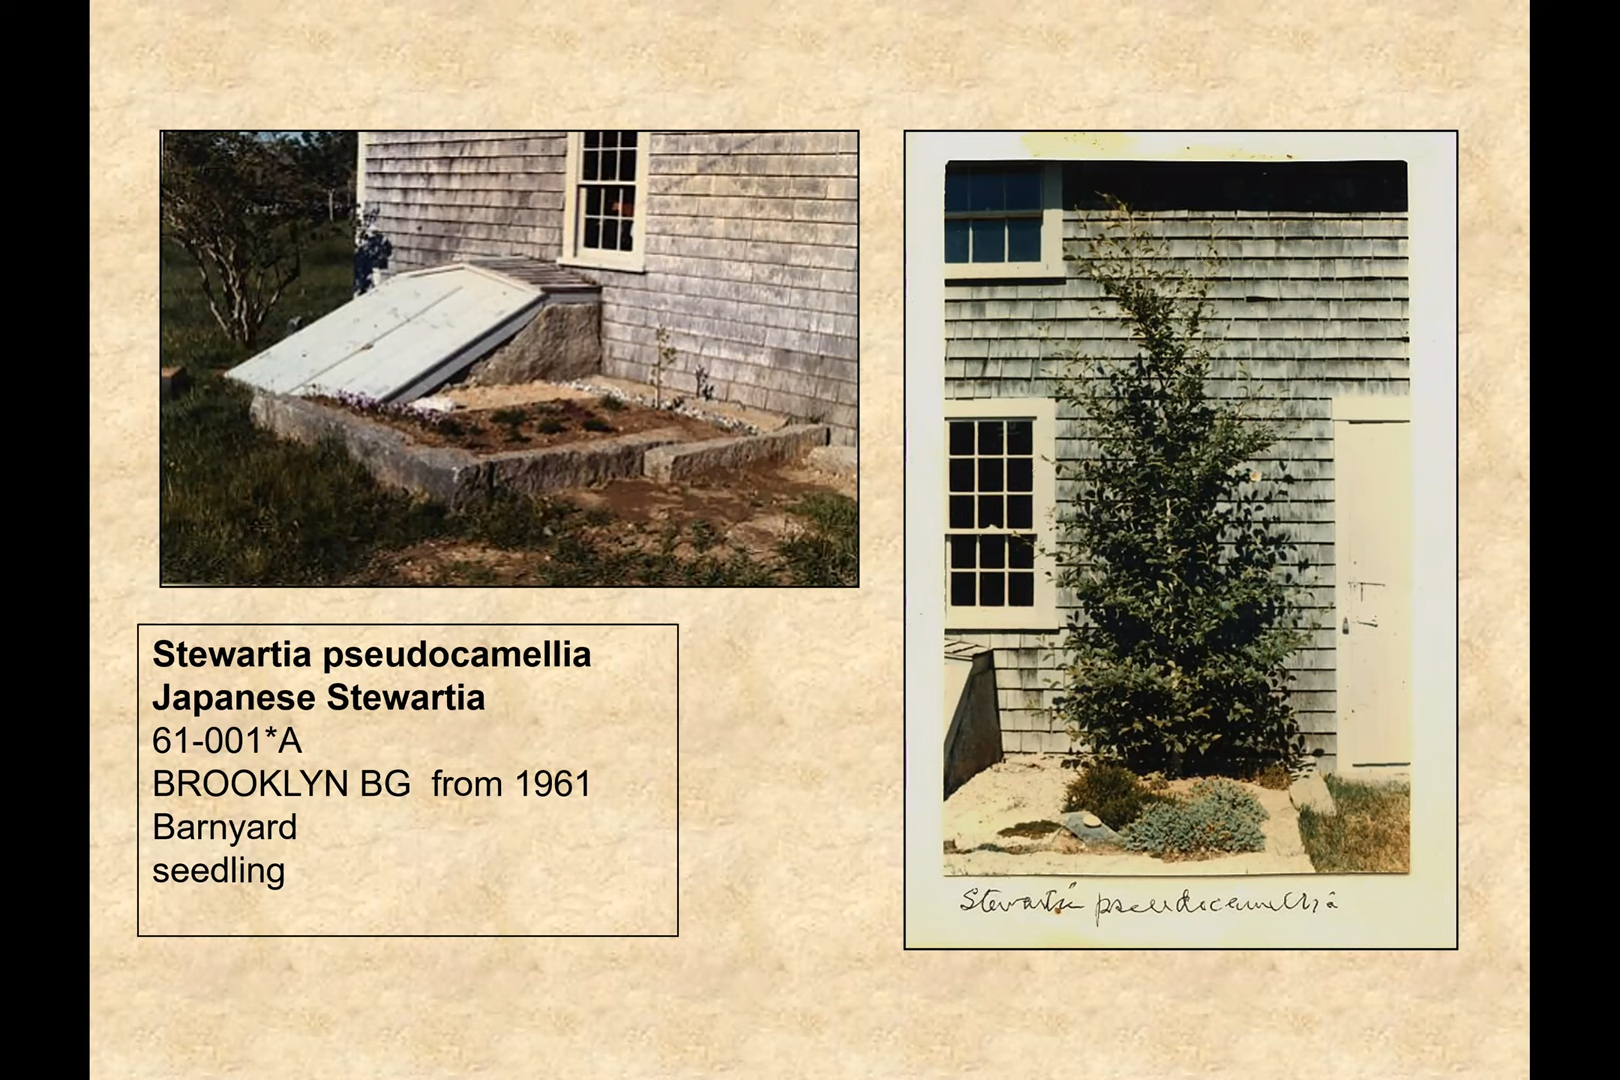 Stewartia pseudocamellia
Japanese Stewartia
61-001*A
BROOKLYN BG from 1961
Barnyard
seedling
Stewartia pseudocamellia